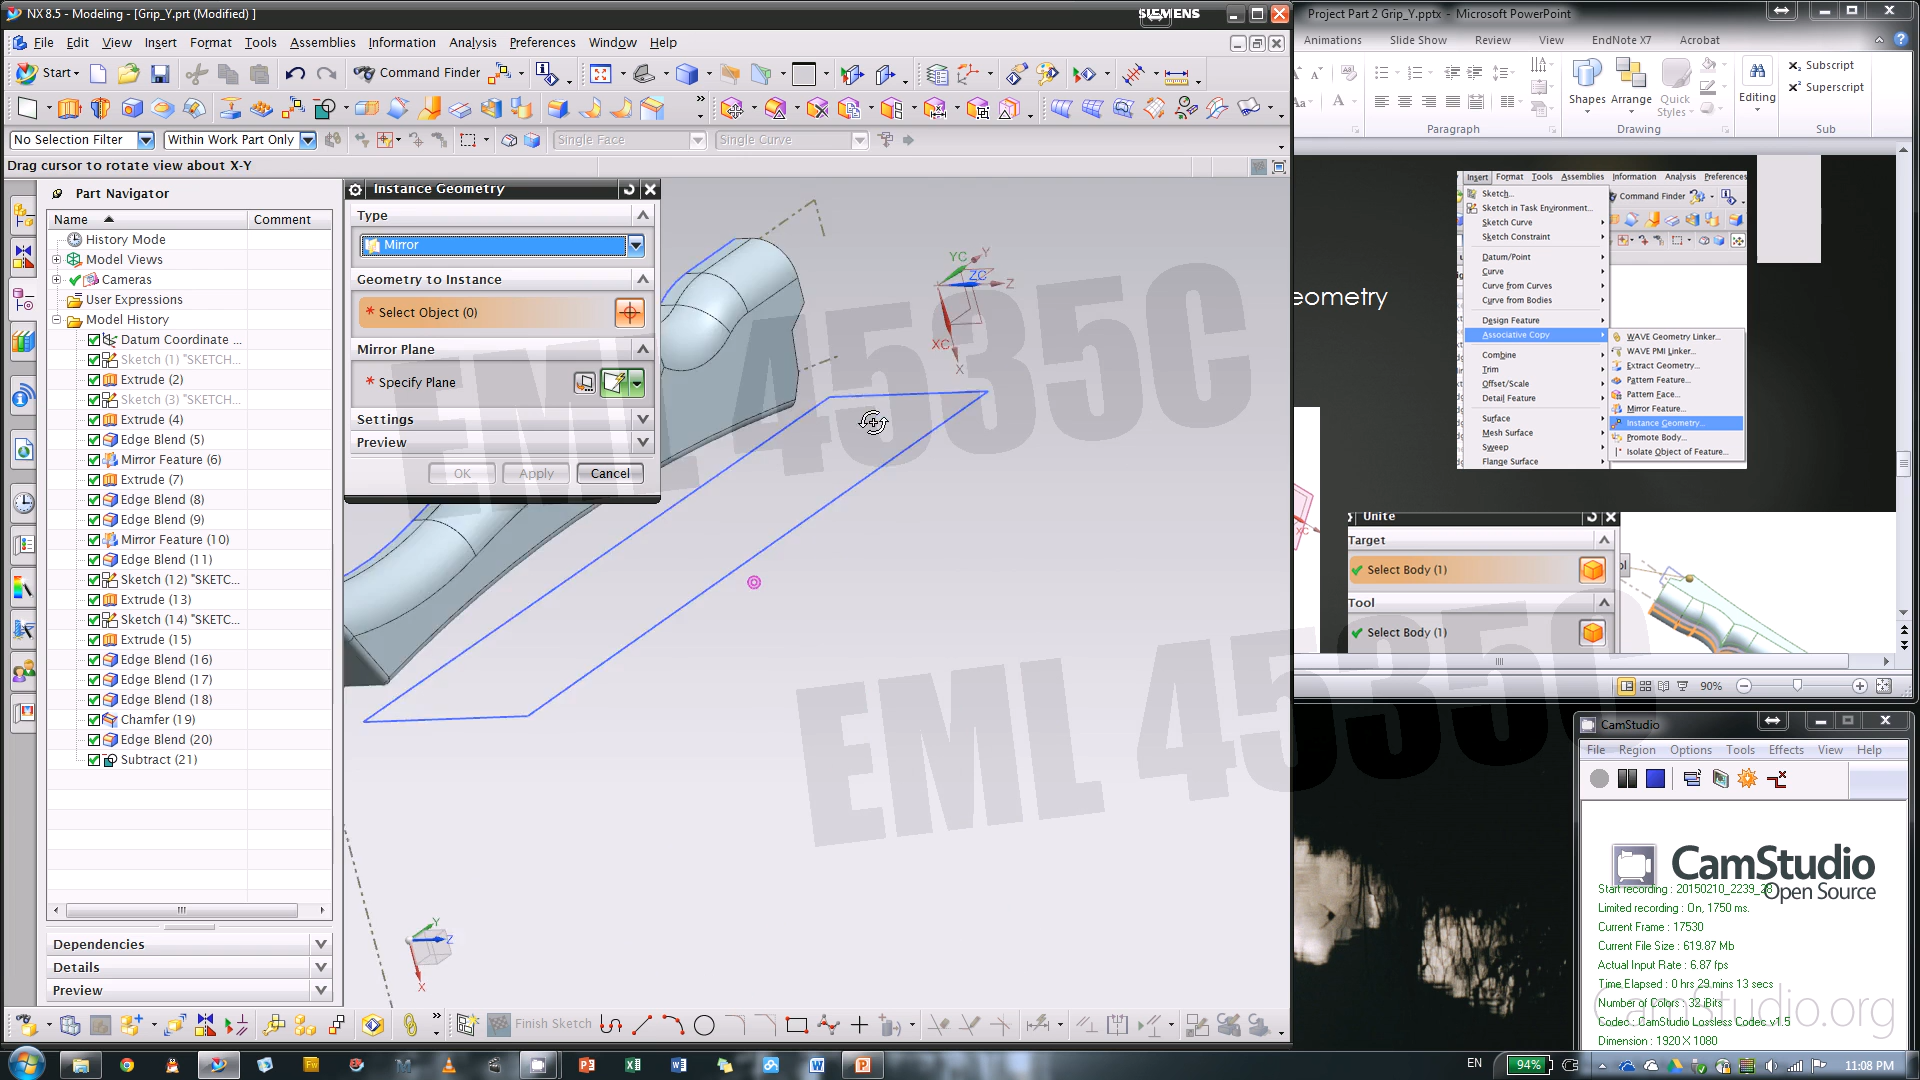 NX 8.5 - Modeling - [Grip_Y.prt (Modified) ]
SIEMENS
File Edit View Insert Format Tools Assemblies Information Analysis Preferences Window Help
Start
Command Finder
No Selection Filter
Within Work Part Only
Single Face
Single Curve
Drag cursor to rotate view about X-Y
Part Navigator
Name
Comment
History Mode
Model Views
Cameras
User Expressions
Model History
Datum Coordinate ...
Sketch (1) "SKETCH...
Extrude (2)
Sketch (3) "SKETCH...
Extrude (4)
Edge Blend (5)
Mirror Feature (6)
Extrude (7)
Edge Blend (8)
Edge Blend (9)
Mirror Feature (10)
Edge Blend (11)
Sketch (12) "SKETC...
Extrude (13)
Sketch (14) "SKETC...
Extrude (15)
Edge Blend (16)
Edge Blend (17)
Edge Blend (18)
Chamfer (19)
Edge Blend (20)
Subtract (21)
Dependencies
Details
Preview
Instance Geometry
Type
Mirror
Geometry to Instance
* Select Object (0)
Mirror Plane
* Specify Plane
Settings
Preview
OK
Apply
Cancel
YC
Y
ZC
Z
XC
X
EML 4535C
EML 4535C
Y
Z
X
Finish Sketch
Project Part 2 Grip_Y.pptx - Microsoft PowerPoint
Animations Slide Show Review View EndNote X7 Acrobat
Aa
A
Shapes
Arrange
Quick Styles
Editing
Subscript
Superscript
Paragraph
Drawing
Sub
eometry
Insert Format Tools Assemblies Information Analysis Preferences
Sketch...
Sketch in Task Environment...
Sketch Curve
Sketch Constraint
Datum/Point
Curve
Curve from Curves
Curve from Bodies
Design Feature
Associative Copy
Combine
Trim
Offset/Scale
Detail Feature
Surface
Mesh Surface
Sweep
Flange Surface
Command Finder
WAVE Geometry Linker...
WAVE PMI Linker...
Extract Geometry...
Pattern Feature...
Pattern Face...
Mirror Feature...
Instance Geometry...
Promote Body...
Isolate Object of Feature...
XC
Unite
Target
Select Body (1)
Tool
Select Body (1)
ol
90%
CamStudio
File Region Options Tools Effects View Help
CamStudio
Open Source
Start recording : 20150210_2239_28
Limited recording : On, 1750 ms.
Current Frame : 17530
Current File Size : 619.87 Mb
Actual Input Rate : 6.87 fps
Time Elapsed : 0 hrs 29 mins 13 secs
Number of Colors : 32 Bits
Codec : CamStudio Lossless Codec v1.5
Dimension : 1920 X 1080
CamStudio.org
EN
94%
11:08 PM